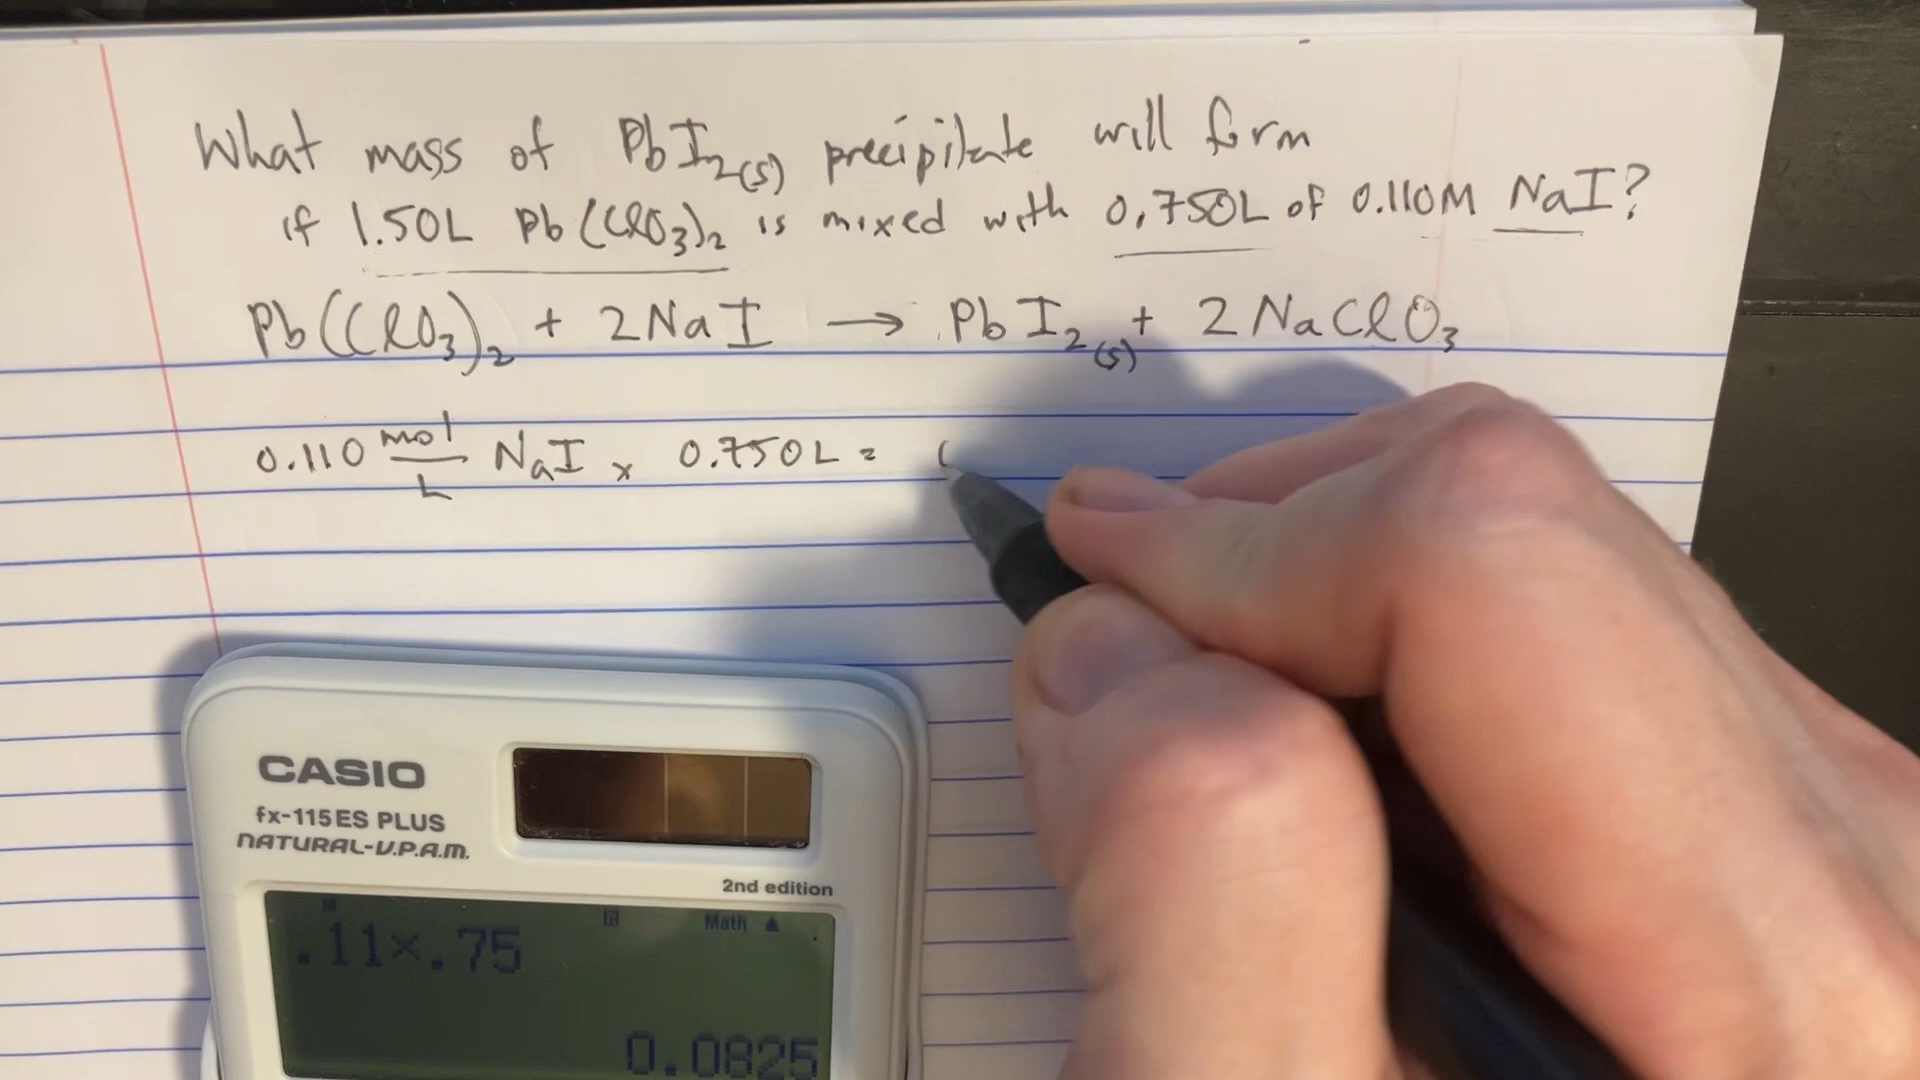 What mass of PbI₂(s) precipitate will form
if 1.50L Pb(ClO₃)₂ is mixed with 0.750L of 0.110M NaI?
Pb(ClO₃)₂ + 2NaI → PbI₂(s) + 2NaClO₃
0.110 mol/L NaI x 0.750L =
CASIO
fx-115ES PLUS
NATURAL-V.P.A.M.
2nd edition
M Math ▲
.11×.75
0.0825